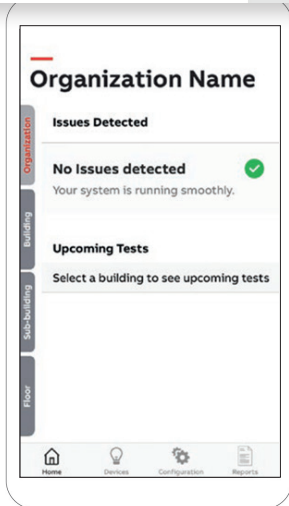 Organization Name
Organization
Building
Sub-building
Floor
Issues Detected
No Issues detected
Your system is running smoothly.
Upcoming Tests
Select a building to see upcoming tests
Home
Devices
Configuration
Reports